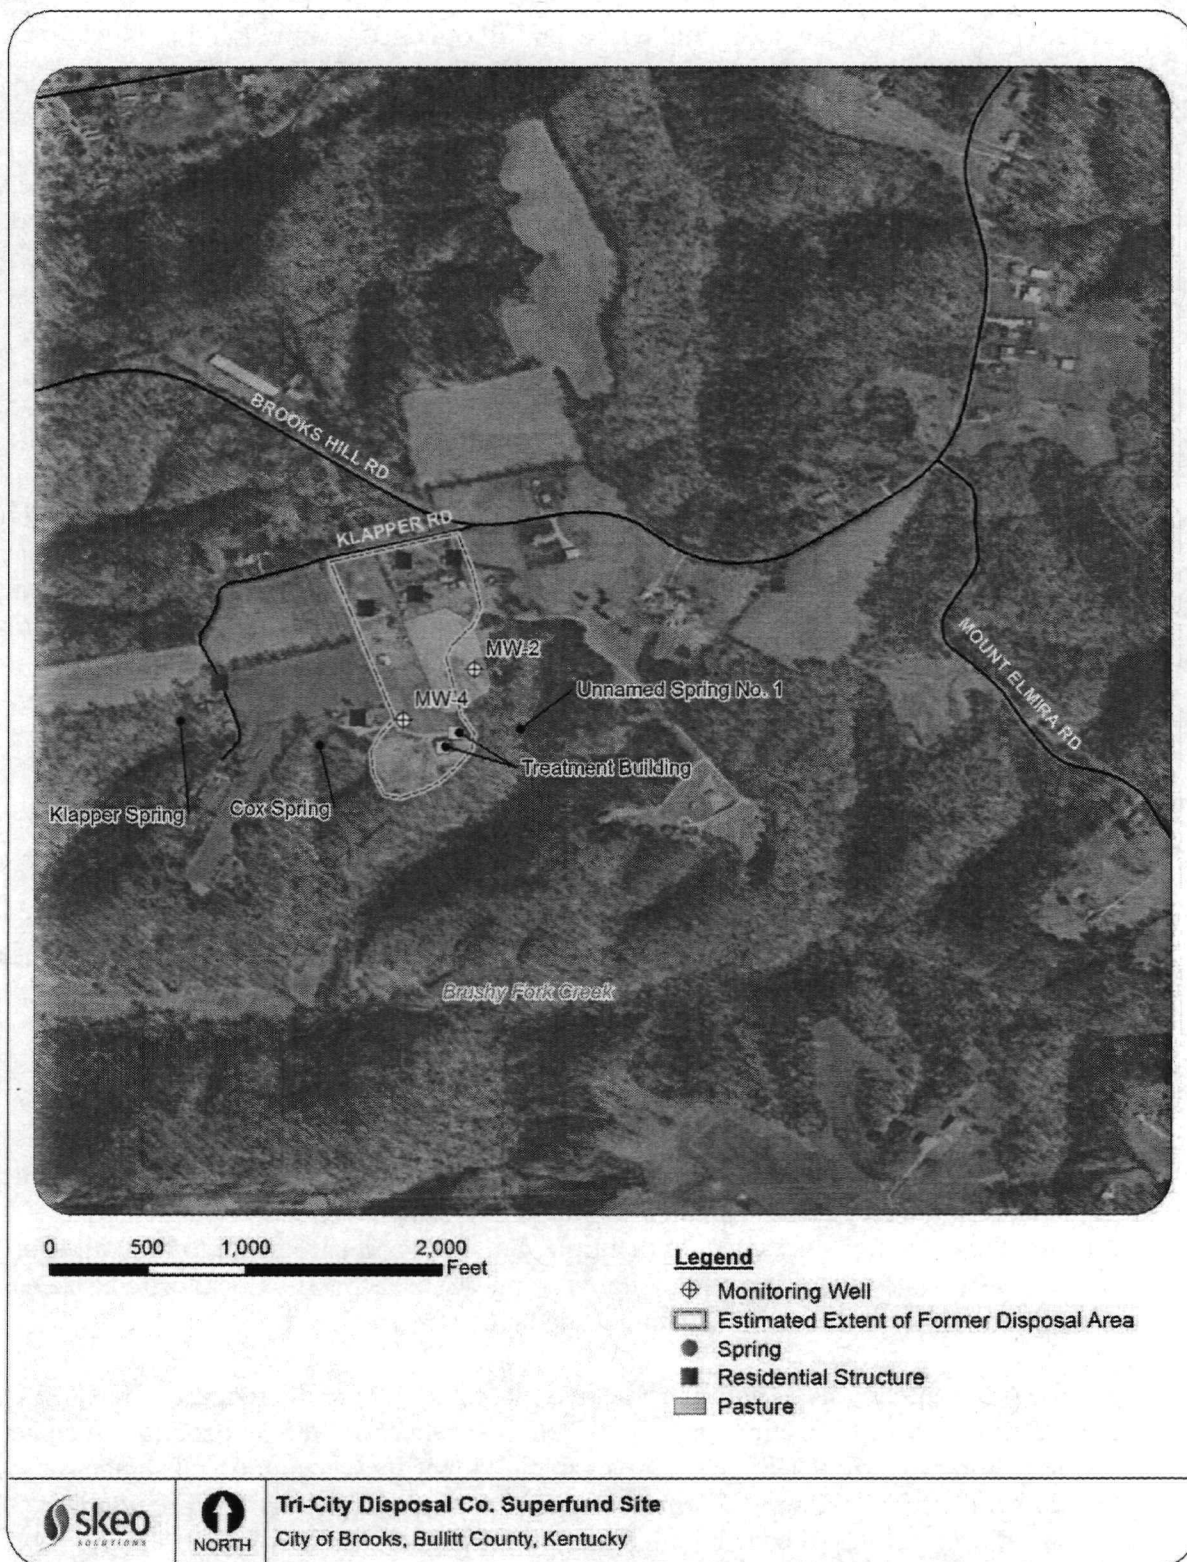 BROOKS HILL RD
KLAPPER RD
MOUNT ELMIRA RD
MW-2
Unnamed Spring No. 1
MW-4
Treatment Building
Klapper Spring
Cox Spring
Brushy Fork Creek
0 500 1,000 2,000
Feet
Legend
Monitoring Well
Estimated Extent of Former Disposal Area
Spring
Residential Structure
Pasture
skeo
SOLUTIONS
NORTH
Tri-City Disposal Co. Superfund Site
City of Brooks, Bullitt County, Kentucky